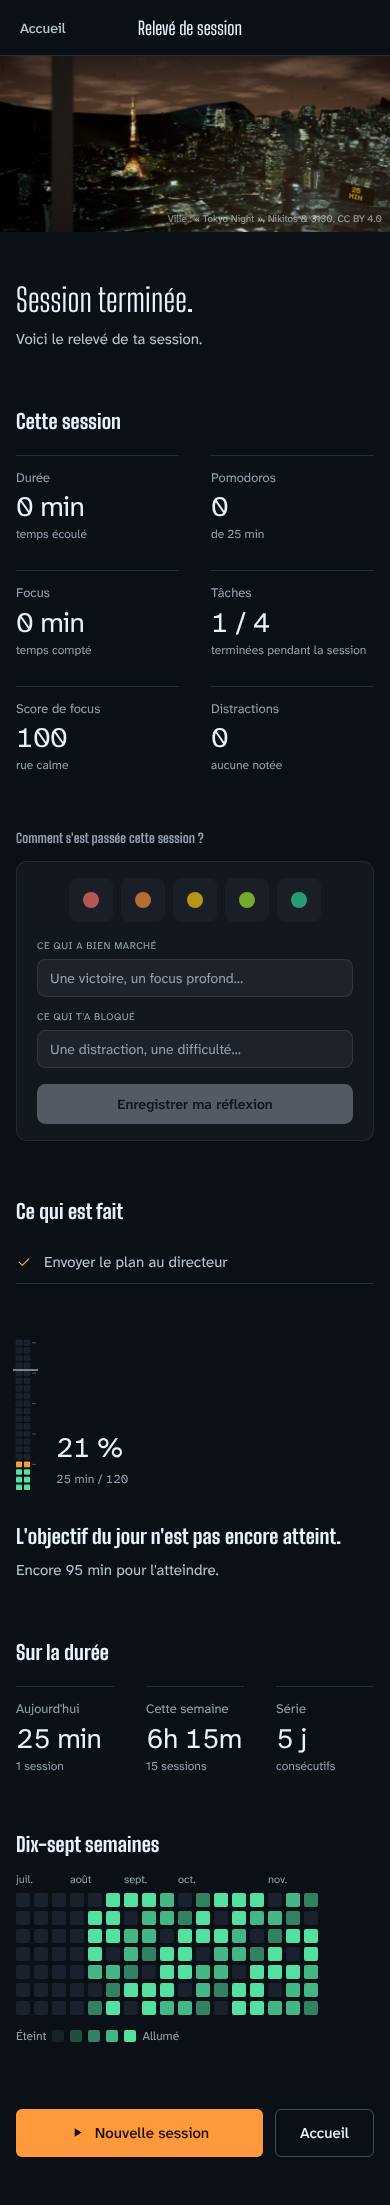 Accueil
Relevé de session
25
MIN
Ville : « Tokyo Night », Nikitos & 3130, CC BY 4.0
Session terminée.
Voici le relevé de ta session.
Cette session
Durée
Pomodoros
0 min
0
temps écoulé
de 25 min
Focus
Tâches
0 min
1 / 4
temps compté
terminées pendant la session
Score de focus
Distractions
100
0
rue calme
aucune notée
Comment s'est passée cette session ?
CE QUI A BIEN MARCHÉ
Une victoire, un focus profond…
CE QUI T'A BLOQUÉ
Une distraction, une difficulté…
Enregistrer ma réflexion
Ce qui est fait
Envoyer le plan au directeur
21 %
25 min / 120
L'objectif du jour n'est pas encore atteint.
Encore 95 min pour l'atteindre.
Sur la durée
Aujourd'hui
Cette semaine
Série
25 min
6h 15m
5 j
1 session
15 sessions
consécutifs
Dix-sept semaines
juil.
août
sept.
oct.
nov.
Éteint
Allumé
Nouvelle session
Accueil